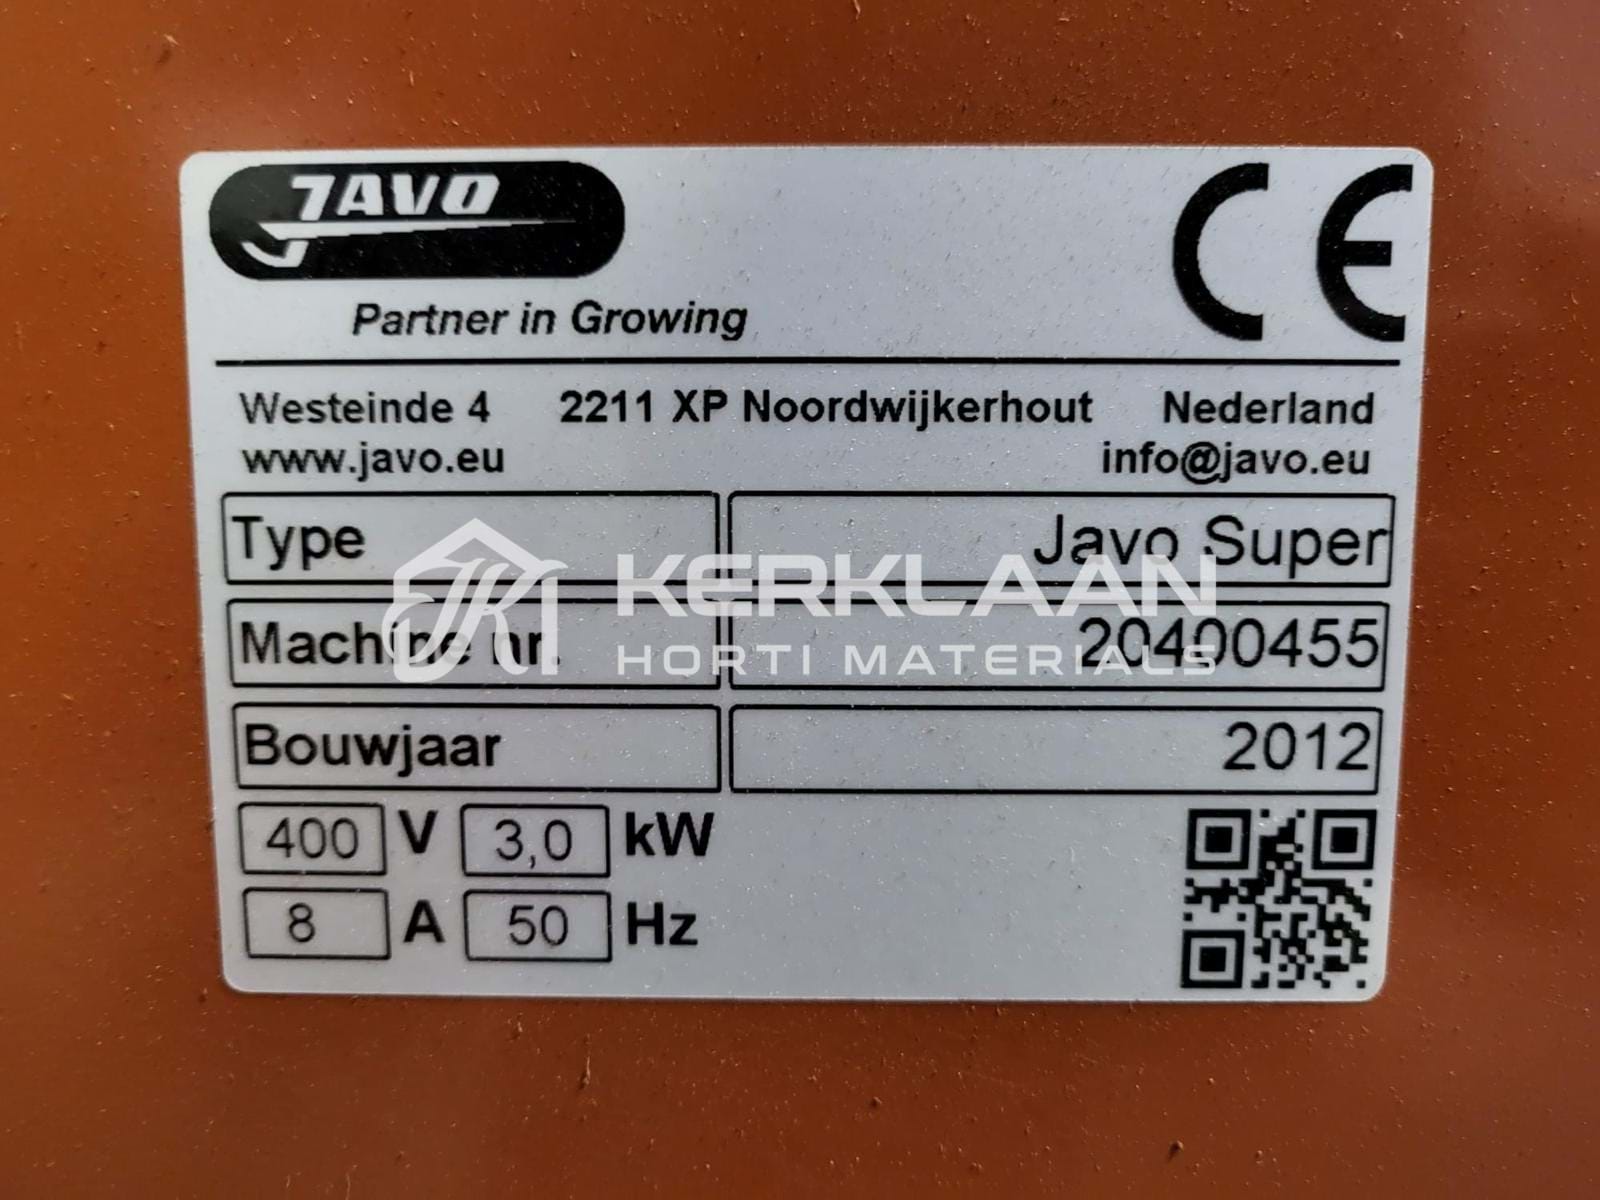 JAVO
CE
Partner in Growing
Westeinde 4 2211 XP Noordwijkerhout Nederland
www.javo.eu info@javo.eu
Type Javo Super
KERKLAAN
Machine nr. 20400455
HORTI MATERIALS
Bouwjaar 2012
400 V 3,0 kW
8 A 50 Hz